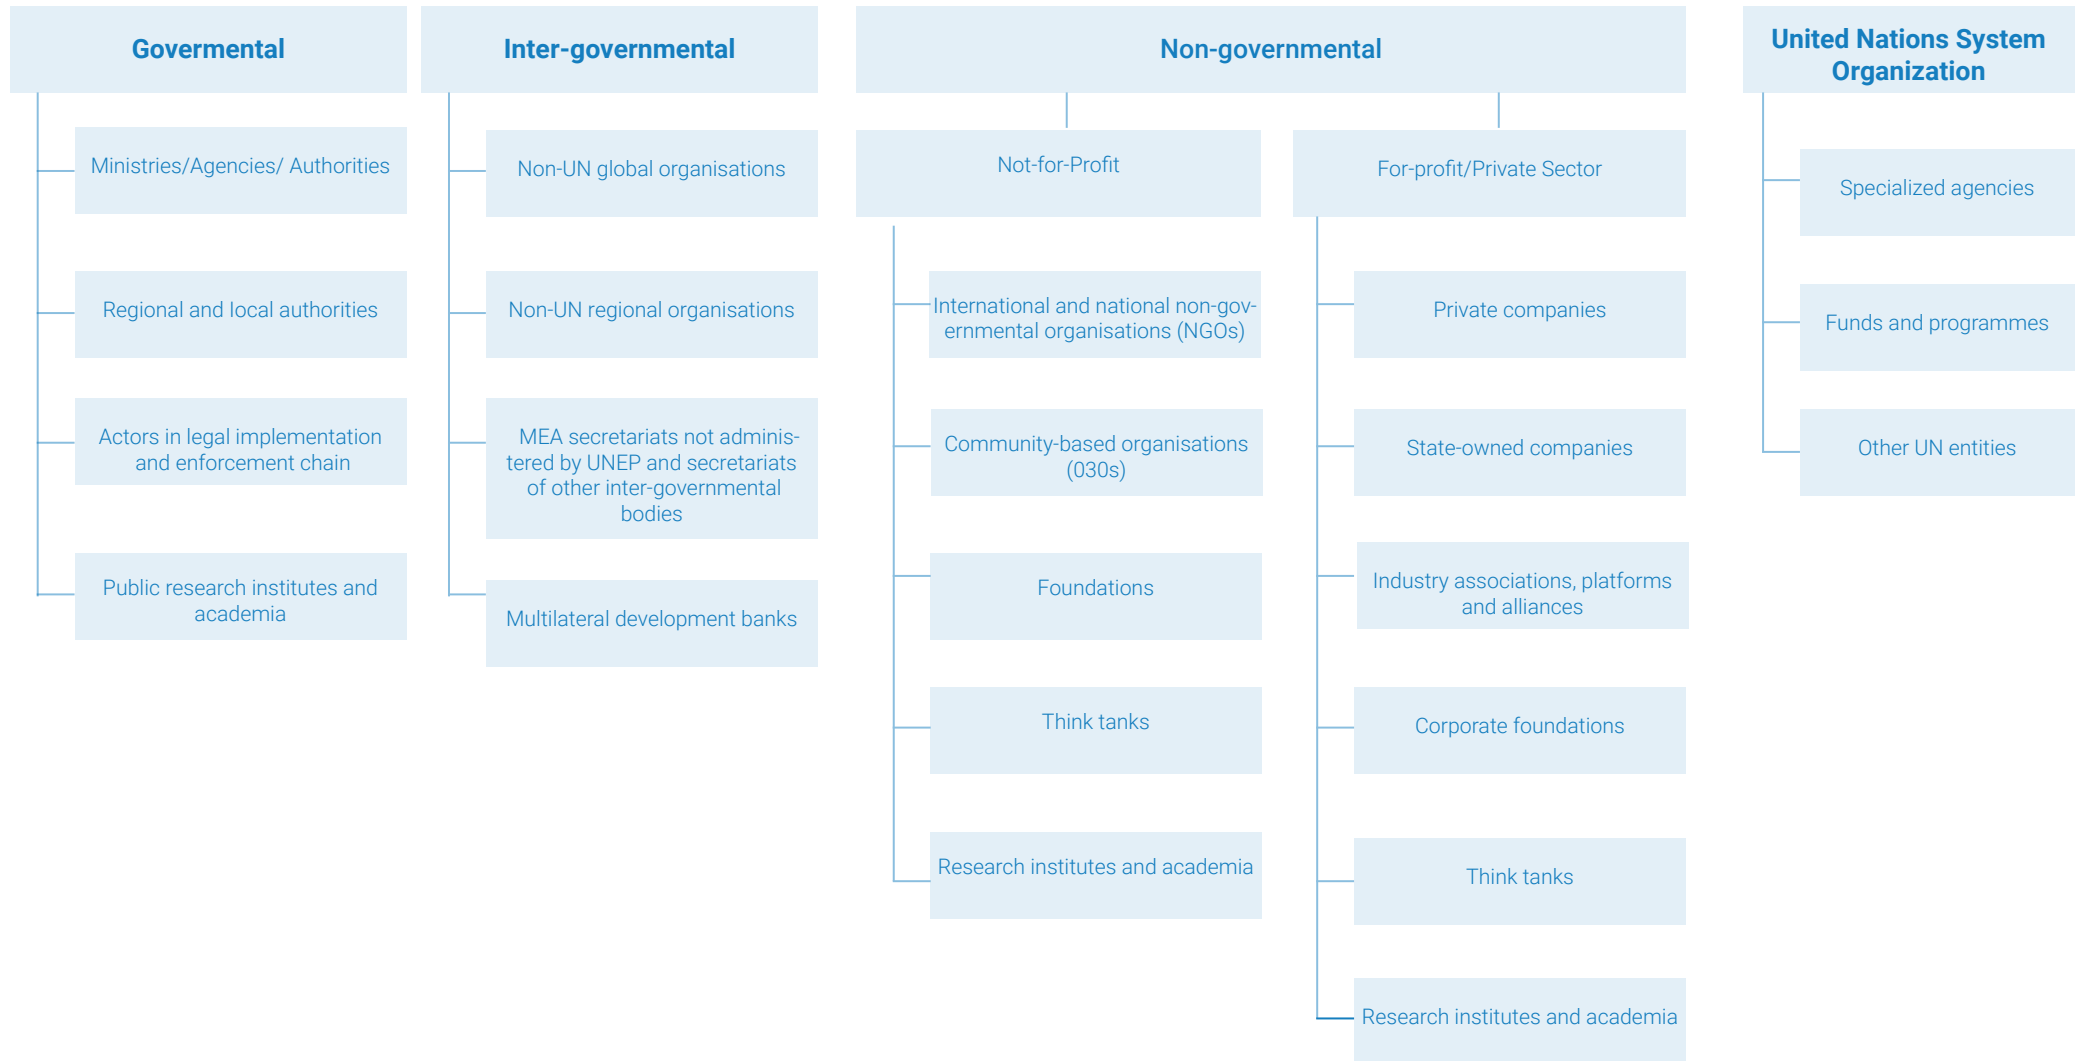 Govermental
Ministries/Agencies/ Authorities
Regional and local authorities
Actors in legal implementation
and enforcement chain
Public research institutes and
academia
Inter-governmental
Non-UN global organisations
Non-UN regional organisations
MEA secretariats not adminis-
tered by UNEP and secretariats
of other inter-governmental
bodies
Multilateral development banks
Non-governmental
Not-for-Profit
International and national non-gov-
ernmental organisations (NGOs)
Community-based organisations
(030s)
Foundations
Think tanks
Research institutes and academia
For-profit/Private Sector
Private companies
State-owned companies
Industry associations, platforms
and alliances
Corporate foundations
Think tanks
Research institutes and academia
United Nations System
Organization
Specialized agencies
Funds and programmes
Other UN entities